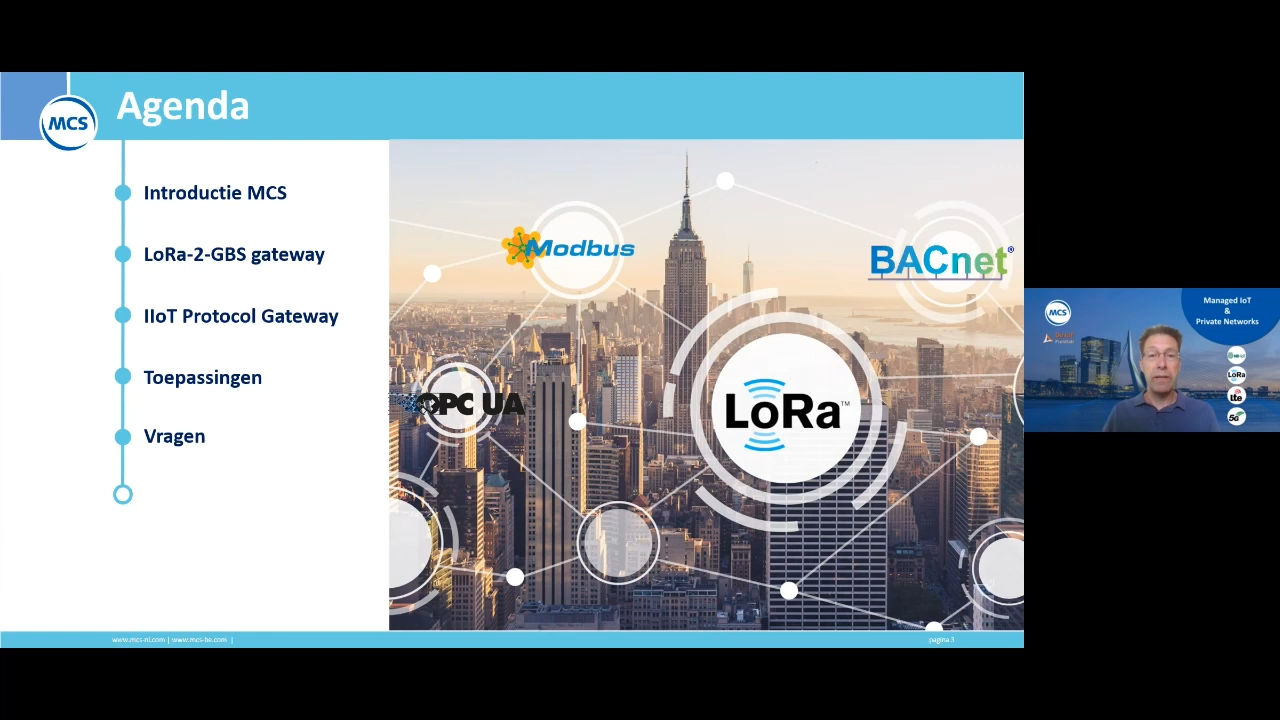 Agenda
MCS
Introductie MCS
LoRa-2-GBS gateway
IIoT Protocol Gateway
Toepassingen
Vragen
Modbus
BACnet®
OPC UA
LoRa™
www.mcs-nl.com | www.mcs-be.com |
pagina 3
MCS
Managed IoT
&
Private Networks
LoRa
lte
5G